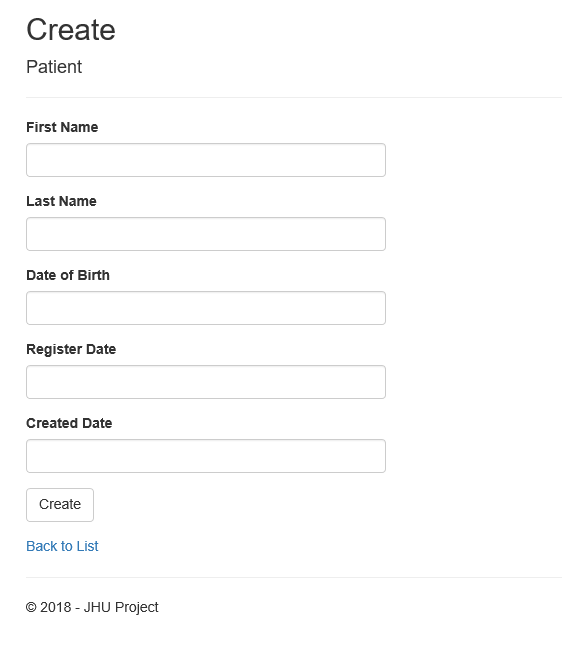 Create
Patient
First Name
Last Name
Date of Birth
Register Date
Created Date
Create
Back to List
© 2018 - JHU Project